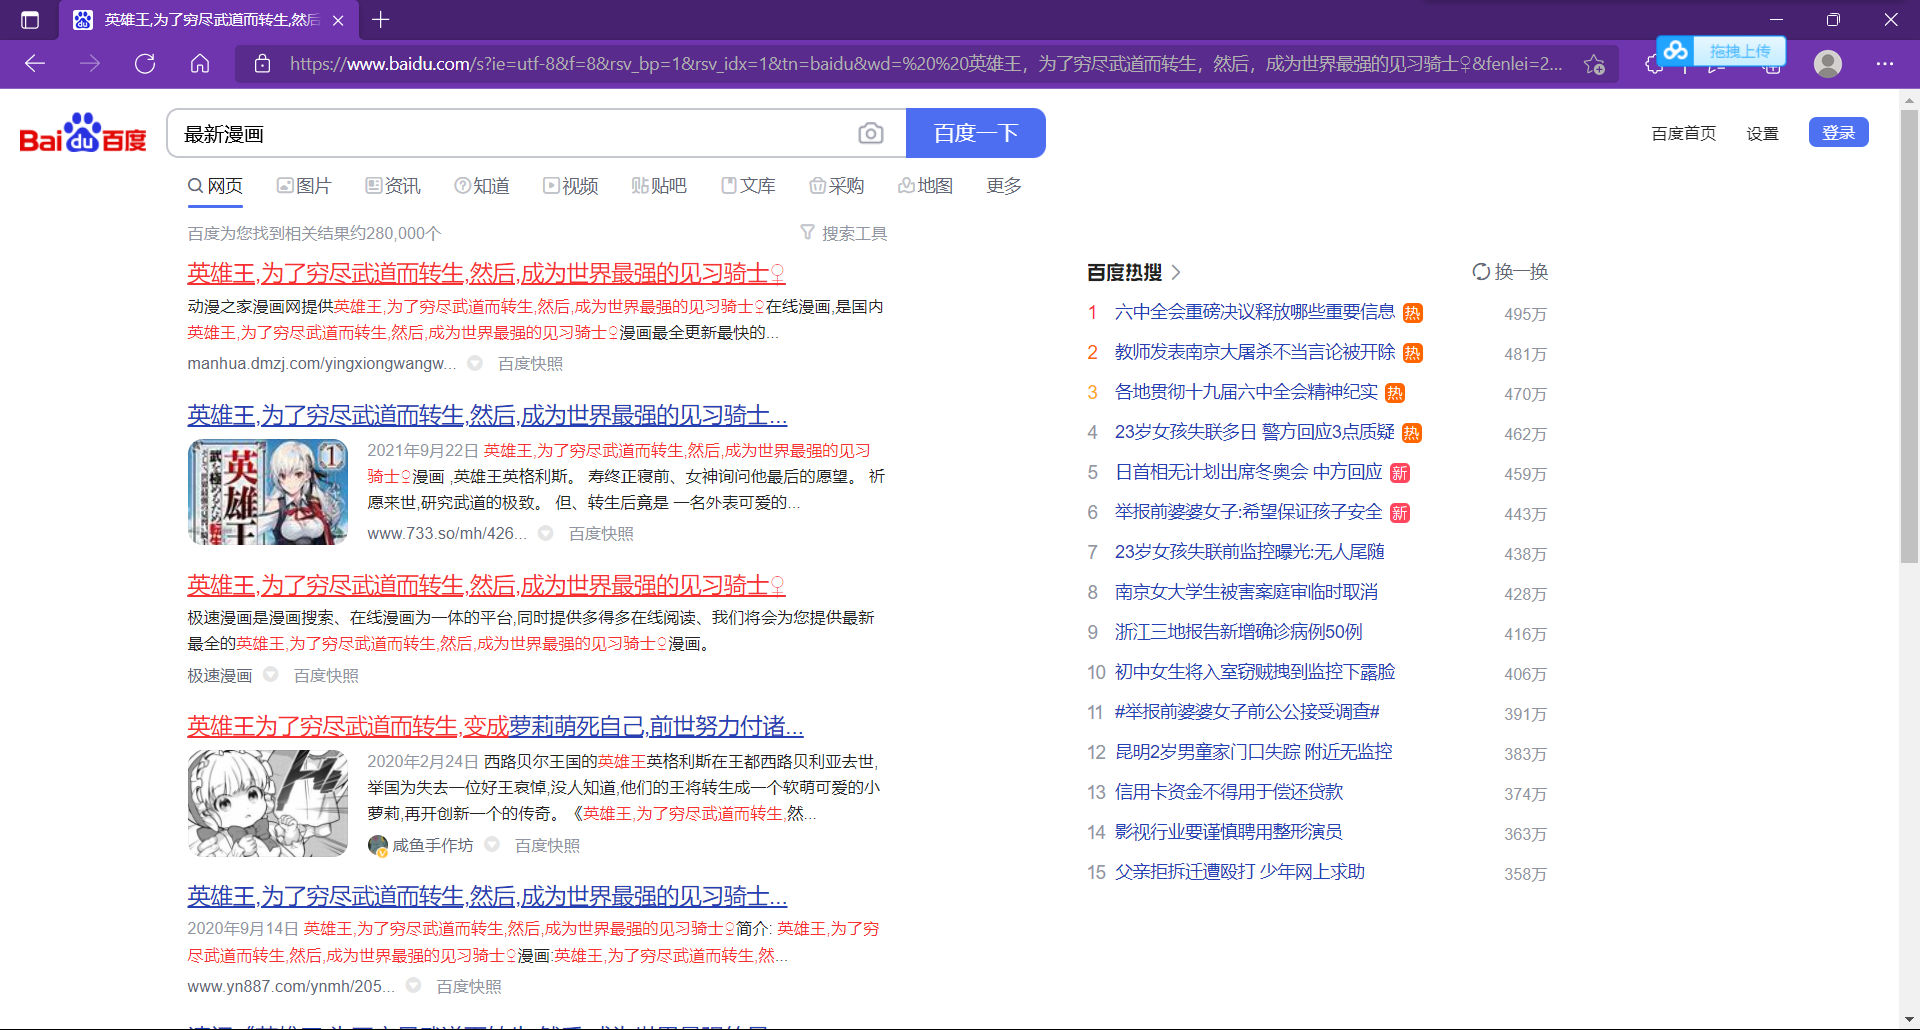 英雄王,为了穷尽武道而转生,然后
拖拽上传
https://www.baidu.com/s?ie=utf-8&f=8&rsv_bp=1&rsv_idx=1&tn=baidu&wd=%20%20英雄王，为了穷尽武道而转生，然后，成为世界最强的见习骑士♀&fenlei=2...
Bai du 百度
最新漫画
百度一下
百度首页 设置 登录
网页 图片 资讯 知道 视频 贴吧 文库 采购 地图 更多
百度为您找到相关结果约280,000个
搜索工具
英雄王,为了穷尽武道而转生,然后,成为世界最强的见习骑士♀
动漫之家漫画网提供英雄王,为了穷尽武道而转生,然后,成为世界最强的见习骑士♀在线漫画,是国内
英雄王,为了穷尽武道而转生,然后,成为世界最强的见习骑士♀漫画最全更新最快的...
manhua.dmzj.com/yingxiongwangw... 百度快照
英雄王,为了穷尽武道而转生,然后,成为世界最强的见习骑士...
英雄王
1
2021年9月22日 英雄王,为了穷尽武道而转生,然后,成为世界最强的见习
骑士♀漫画 ,英雄王英格利斯。 寿终正寝前、女神询问他最后的愿望。 祈
愿来世,研究武道的极致。 但、转生后竟是 一名外表可爱的...
www.733.so/mh/426... 百度快照
英雄王,为了穷尽武道而转生,然后,成为世界最强的见习骑士♀
极速漫画是漫画搜索、在线漫画为一体的平台,同时提供多得多在线阅读、我们将会为您提供最新
最全的英雄王,为了穷尽武道而转生,然后,成为世界最强的见习骑士♀漫画。
极速漫画 百度快照
英雄王为了穷尽武道而转生,变成萝莉萌死自己,前世努力付诸...
2020年2月24日 西路贝尔王国的英雄王英格利斯在王都西路贝利亚去世,
举国为失去一位好王哀悼,没人知道,他们的王将转生成一个软萌可爱的小
萝莉,再开创新一个的传奇。《英雄王,为了穷尽武道而转生,然...
咸鱼手作坊 百度快照
英雄王,为了穷尽武道而转生,然后,成为世界最强的见习骑士...
2020年9月14日 英雄王,为了穷尽武道而转生,然后,成为世界最强的见习骑士♀简介: 英雄王,为了穷
尽武道而转生,然后,成为世界最强的见习骑士♀漫画:英雄王,为了穷尽武道而转生,然...
www.yn887.com/ynmh/205... 百度快照
百度热搜
换一换
1 六中全会重磅决议释放哪些重要信息 热 495万
2 教师发表南京大屠杀不当言论被开除 热 481万
3 各地贯彻十九届六中全会精神纪实 热 470万
4 23岁女孩失联多日 警方回应3点质疑 热 462万
5 日首相无计划出席冬奥会 中方回应 新 459万
6 举报前婆婆女子:希望保证孩子安全 新 443万
7 23岁女孩失联前监控曝光:无人尾随 438万
8 南京女大学生被害案庭审临时取消 428万
9 浙江三地报告新增确诊病例50例 416万
10 初中女生将入室窃贼拽到监控下露脸 406万
11 #举报前婆婆女子前公公接受调查# 391万
12 昆明2岁男童家门口失踪 附近无监控 383万
13 信用卡资金不得用于偿还贷款 374万
14 影视行业要谨慎聘用整形演员 363万
15 父亲拒拆迁遭殴打 少年网上求助 358万